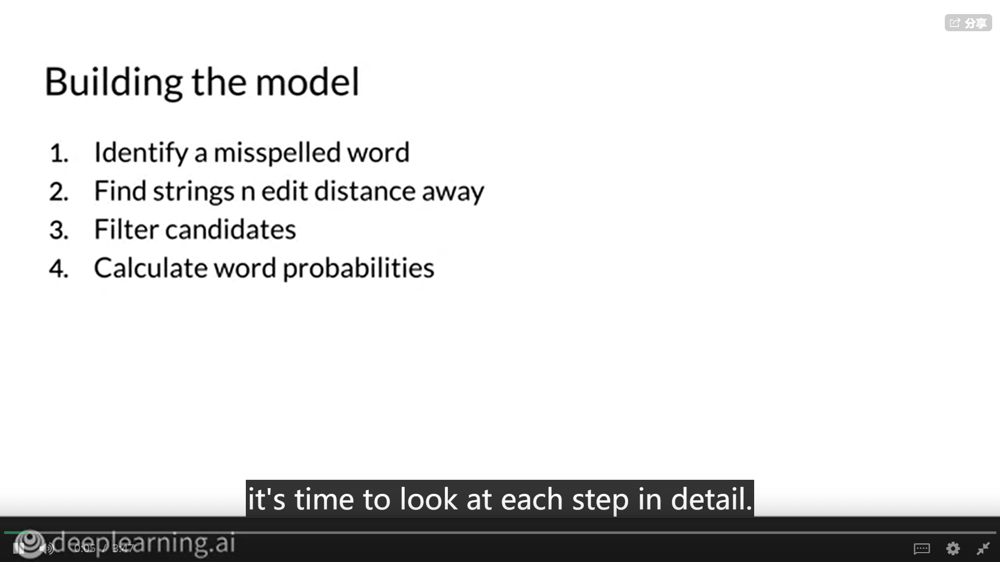 分享
Building the model
1. Identify a misspelled word
2. Find strings n edit distance away
3. Filter candidates
4. Calculate word probabilities
it's time to look at each step in detail.
deeplearning.ai
0:05 / 3:47